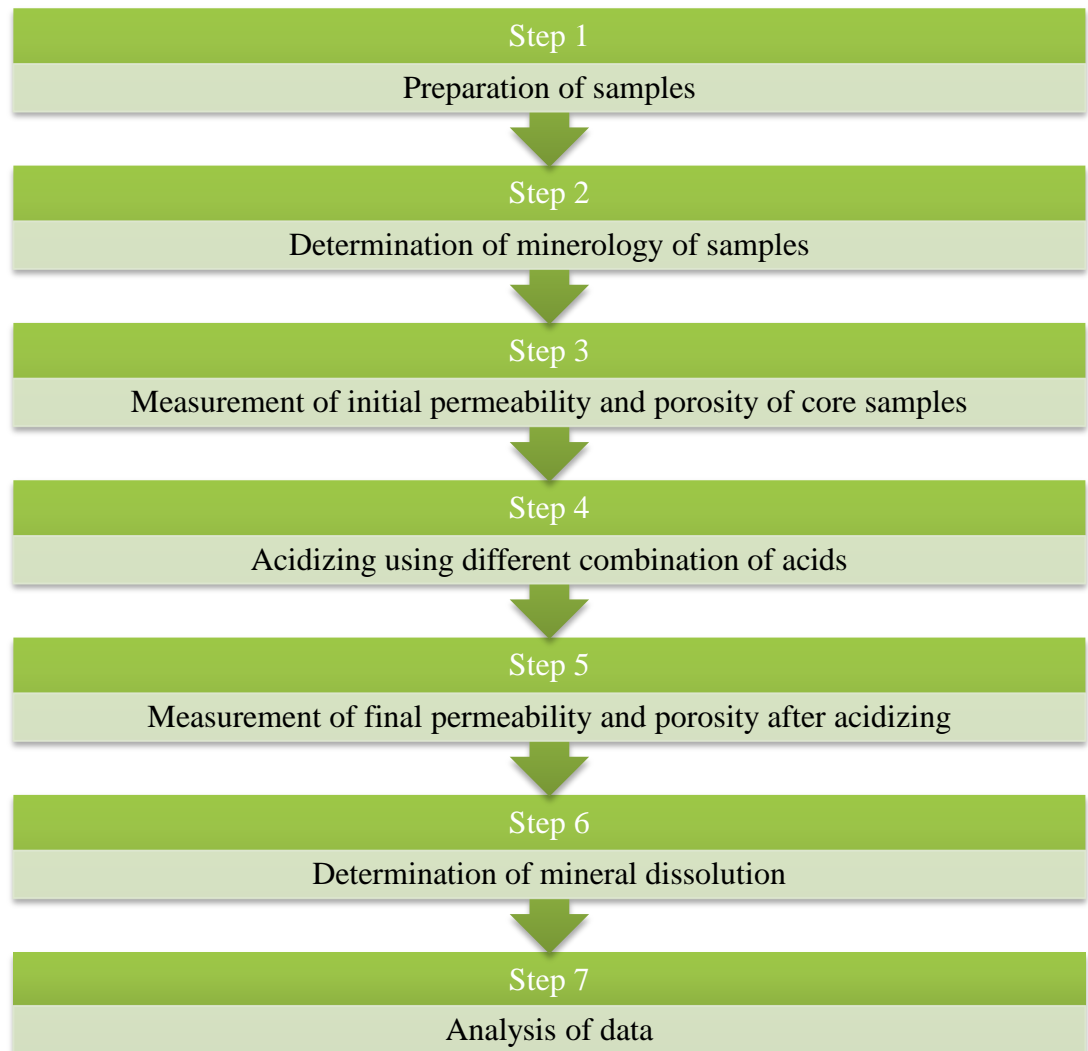 Step 1
Preparation of samples
Step 2
Determination of minerology of samples
Step 3
Measurement of initial permeability and porosity of core samples
Step 4
Acidizing using different combination of acids
Step 5
Measurement of final permeability and porosity after acidizing
Step 6
Determination of mineral dissolution
Step 7
Analysis of data